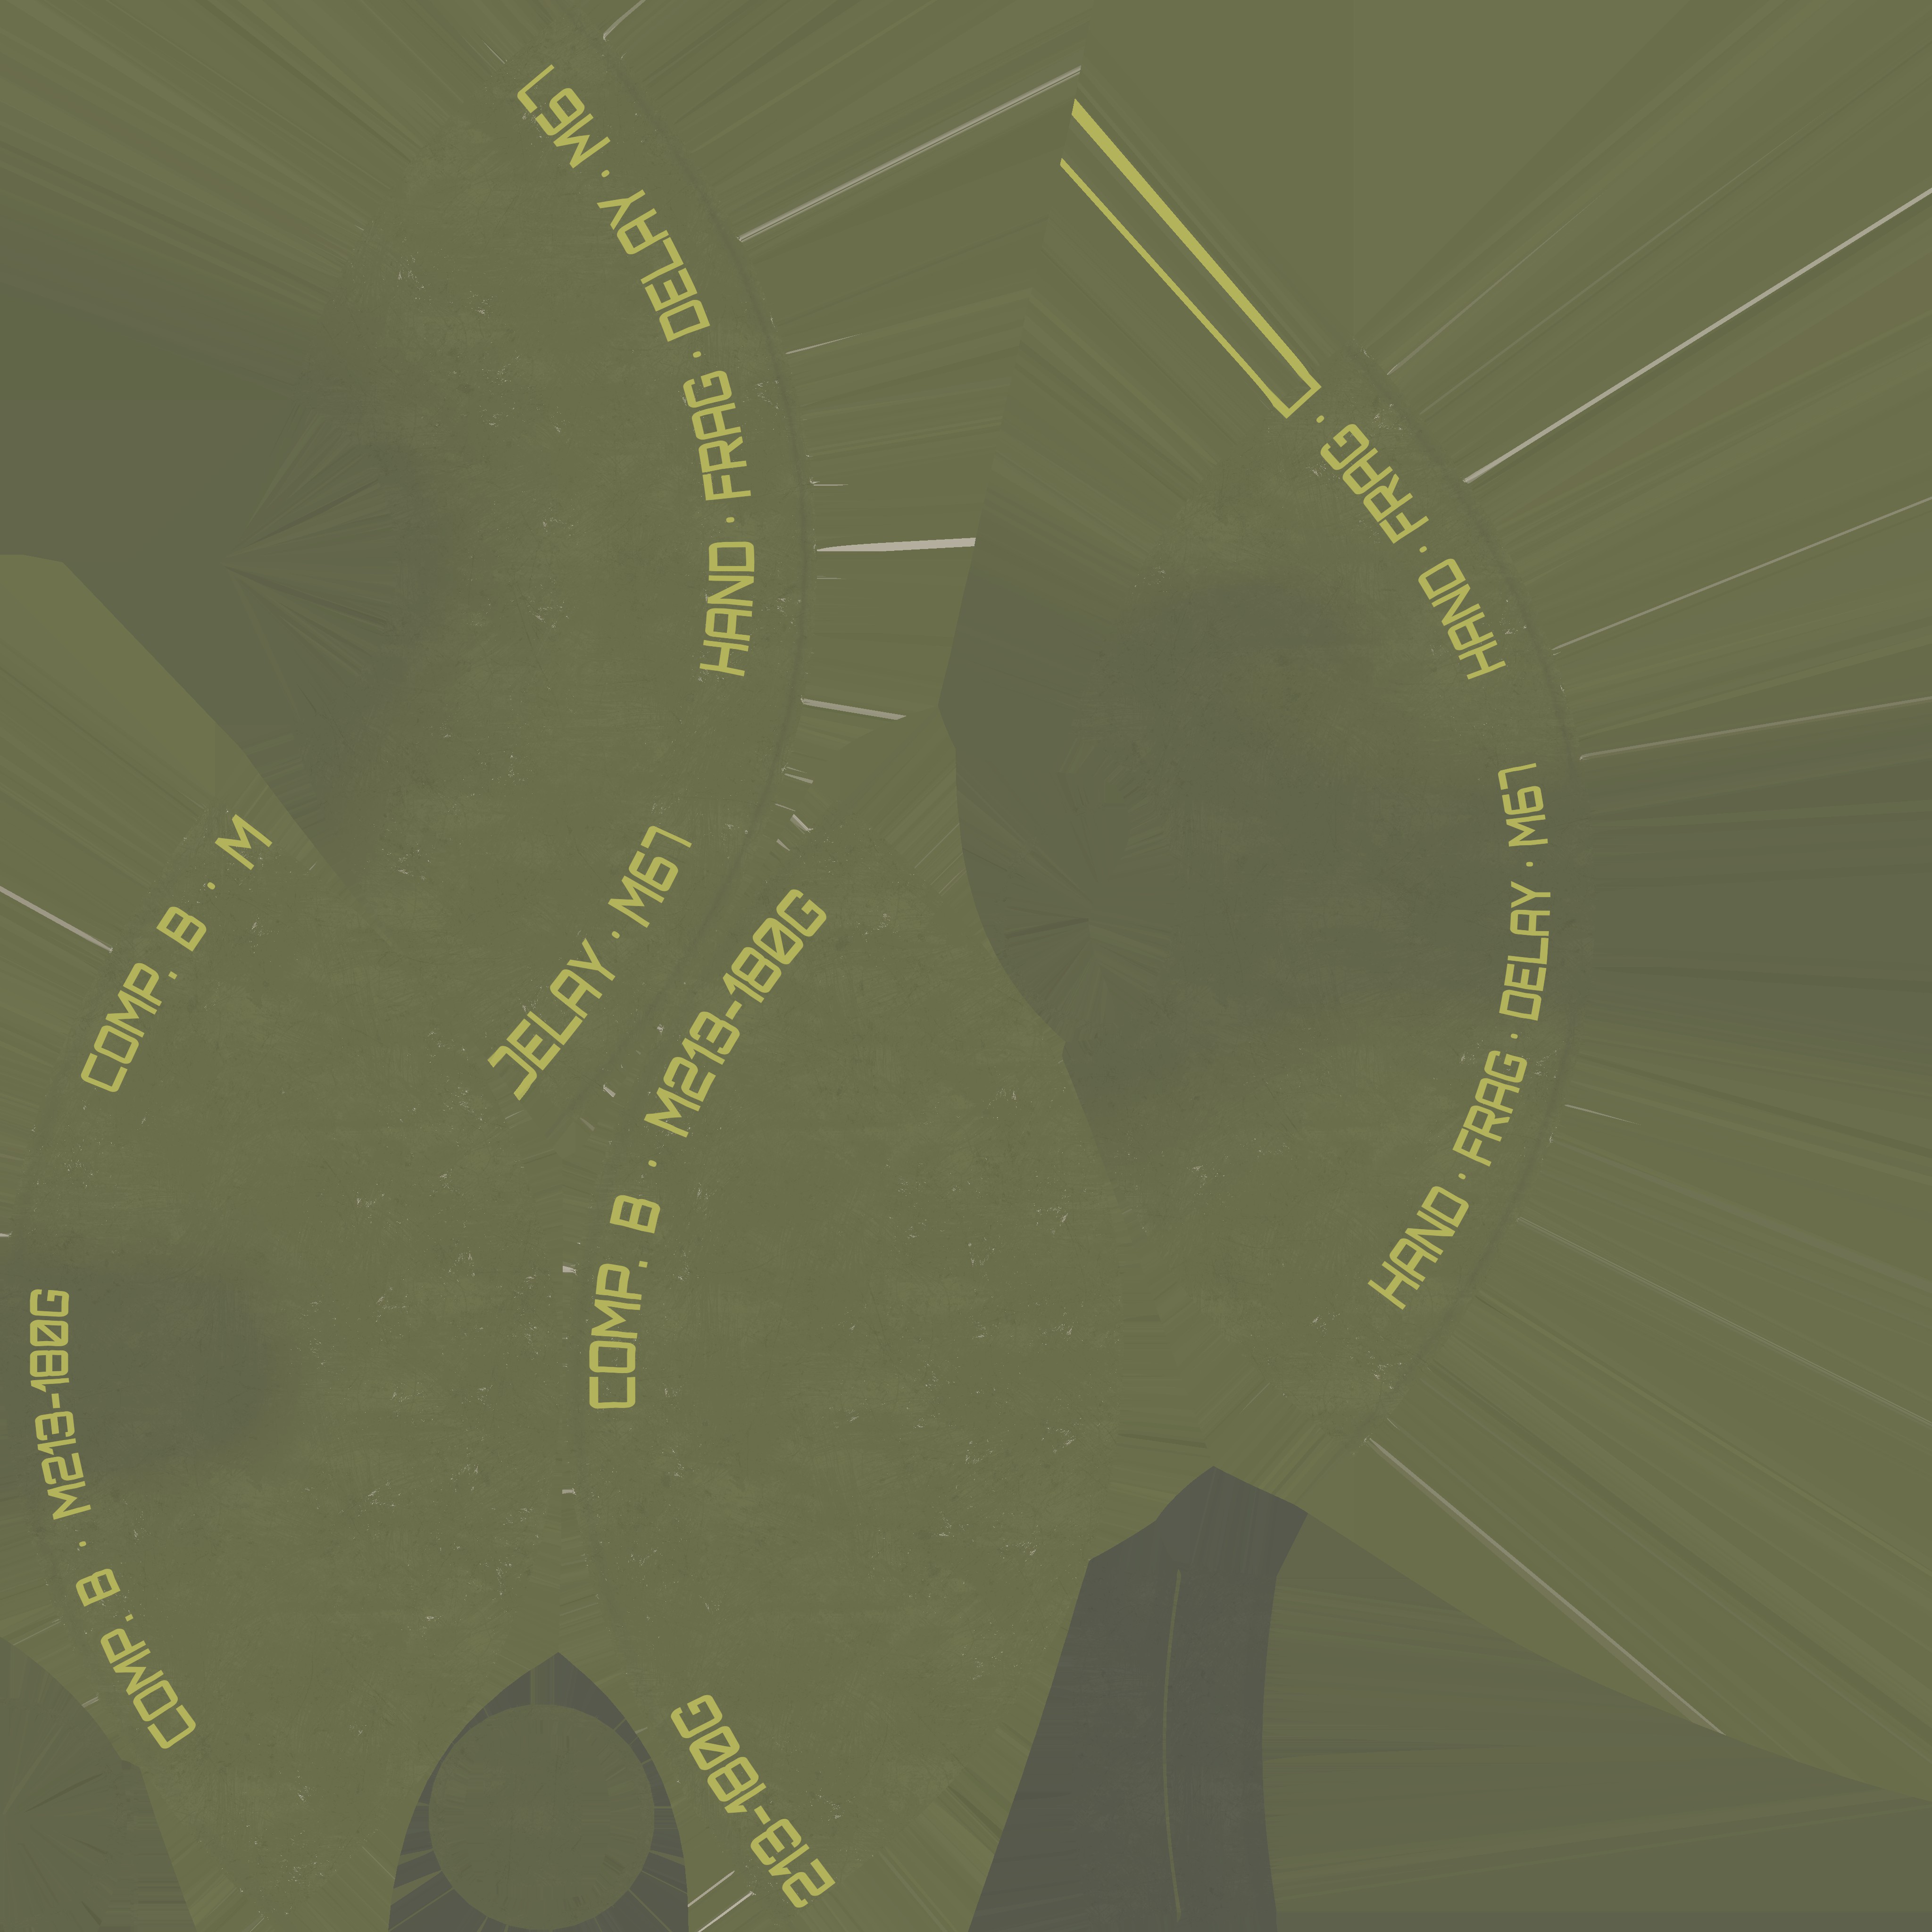 HAND · FRAG · DELAY · M67
HAND · FRAG ·
COMP. B · M
DELAY · M67
COMP. B · M213-180G
HAND · FRAG · DELAY · M67
COMP. B · M213-180G
213-180G